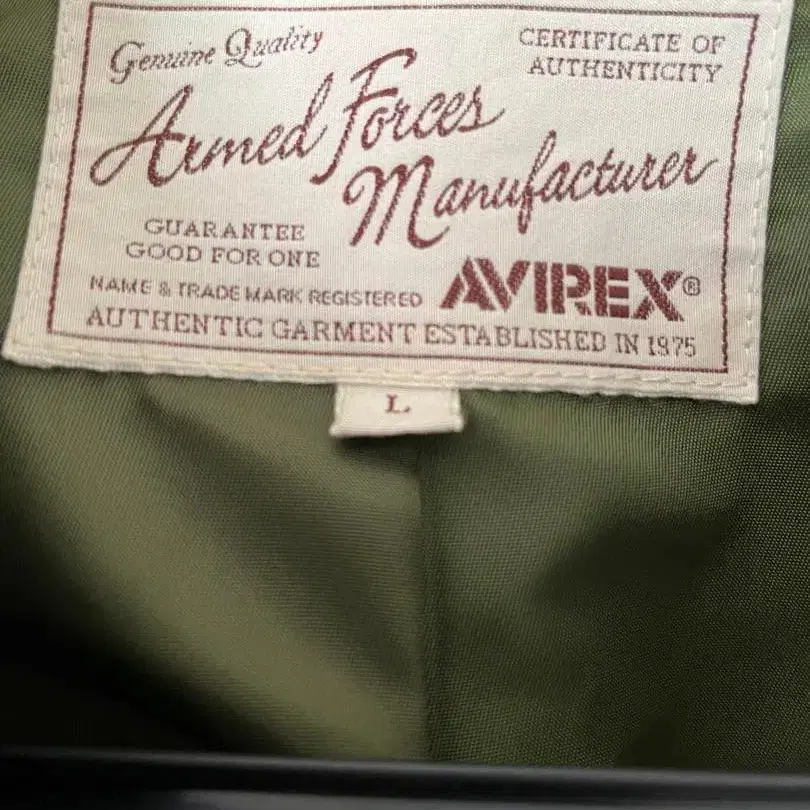 Genuine Quality
CERTIFICATE OF
AUTHENTICITY
Armed Forces
Manufacturer
GUARANTEE
GOOD FOR ONE
NAME & TRADE MARK REGISTERED
AVIREX®
AUTHENTIC GARMENT ESTABLISHED IN 1975
L